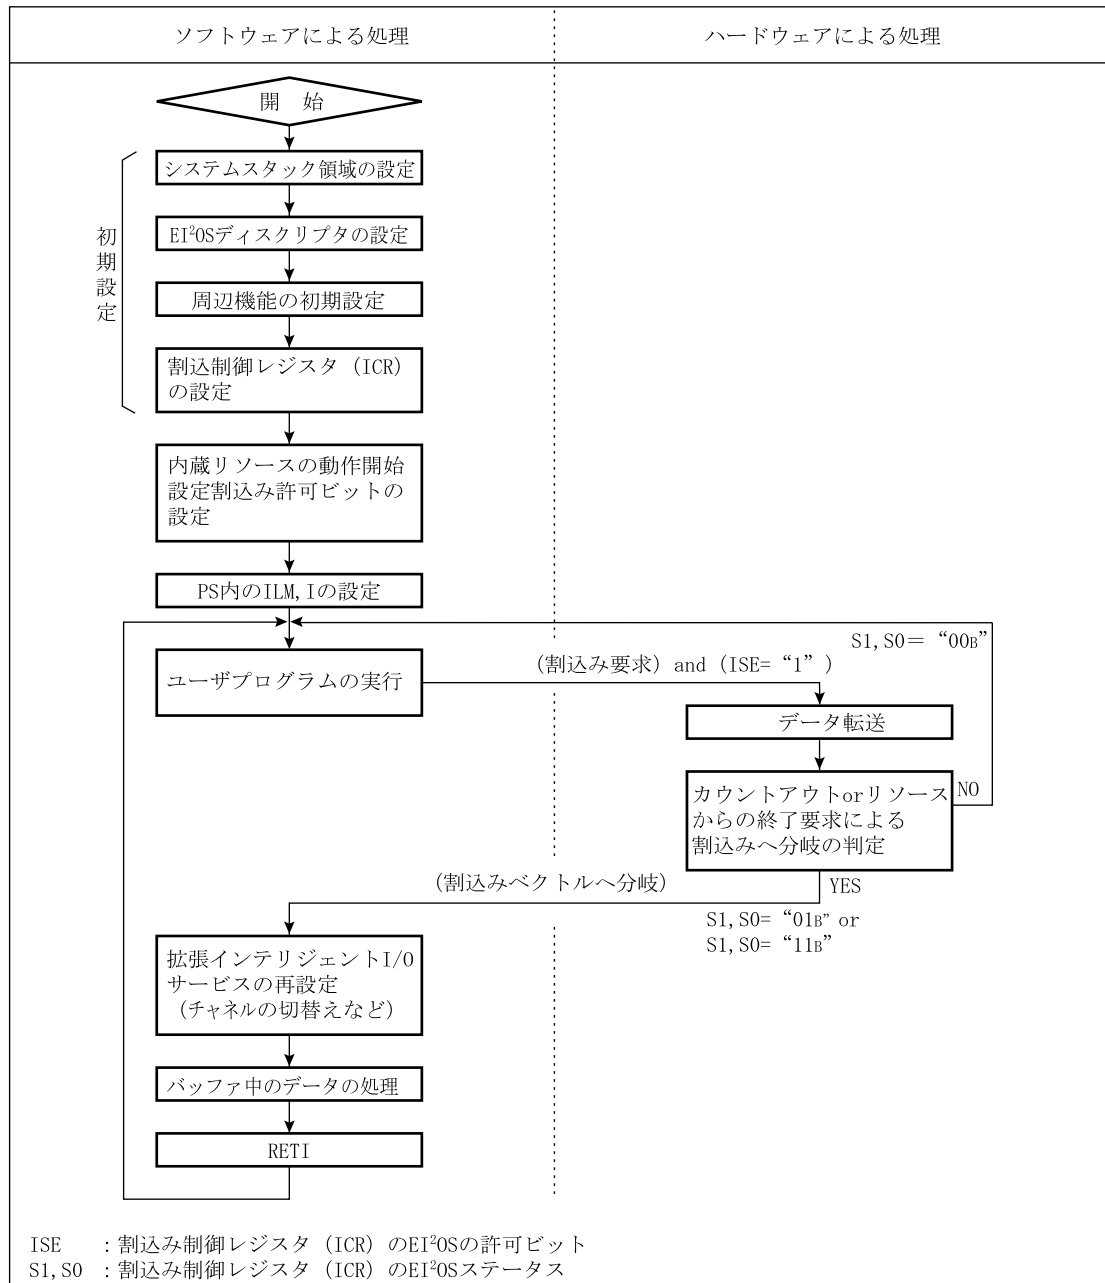 ソフトウェアによる処理
ハードウェアによる処理
開　始
初期設定
システムスタック領域の設定
EI²OSディスクリプタの設定
周辺機能の初期設定
割込制御レジスタ（ICR）
の設定
内蔵リソースの動作開始
設定割込み許可ビットの
設定
PS内のILM,Iの設定
S1,S0＝“00B”
ユーザプログラムの実行
(割込み要求) and (ISE=“1”)
データ転送
カウントアウトorリソース
からの終了要求による
割込みへ分岐の判定
NO
YES
(割込みベクトルへ分岐)
S1,S0=“01B” or
S1,S0=“11B”
拡張インテリジェントI/O
サービスの再設定
（チャネルの切替えなど）
バッファ中のデータの処理
RETI
ISE　：割込み制御レジスタ（ICR）のEI²OSの許可ビット
S1,S0　：割込み制御レジスタ（ICR）のEI²OSステータス